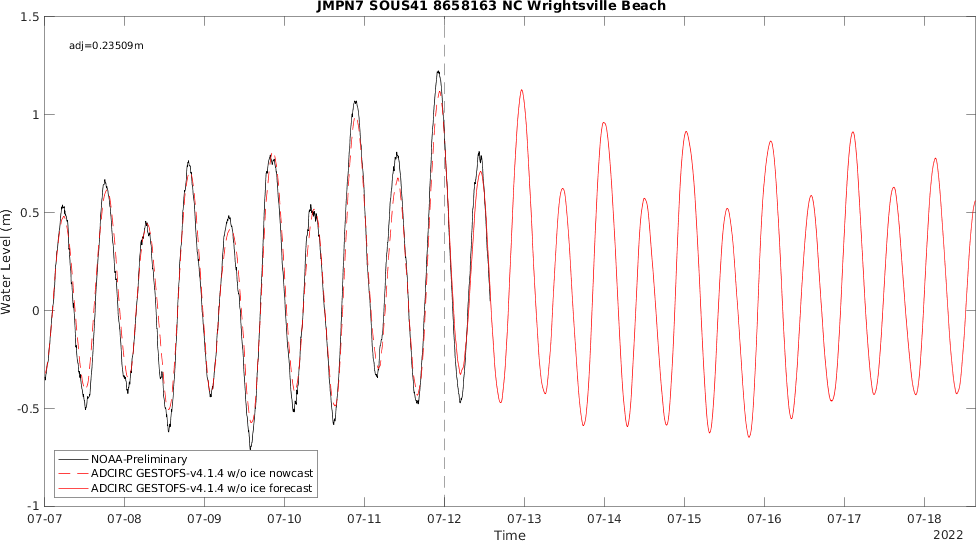 JMPN7 SOUS41 8658163 NC Wrightsville Beach
1.5
adj=0.23509m
1
0.5
0
-0.5
-1
Water Level (m)
NOAA-Preliminary
ADCIRC GESTOFS-v4.1.4 w/o ice nowcast
ADCIRC GESTOFS-v4.1.4 w/o ice forecast
07-07 07-08 07-09 07-10 07-11 07-12 07-13 07-14 07-15 07-16 07-17 07-18
Time
2022